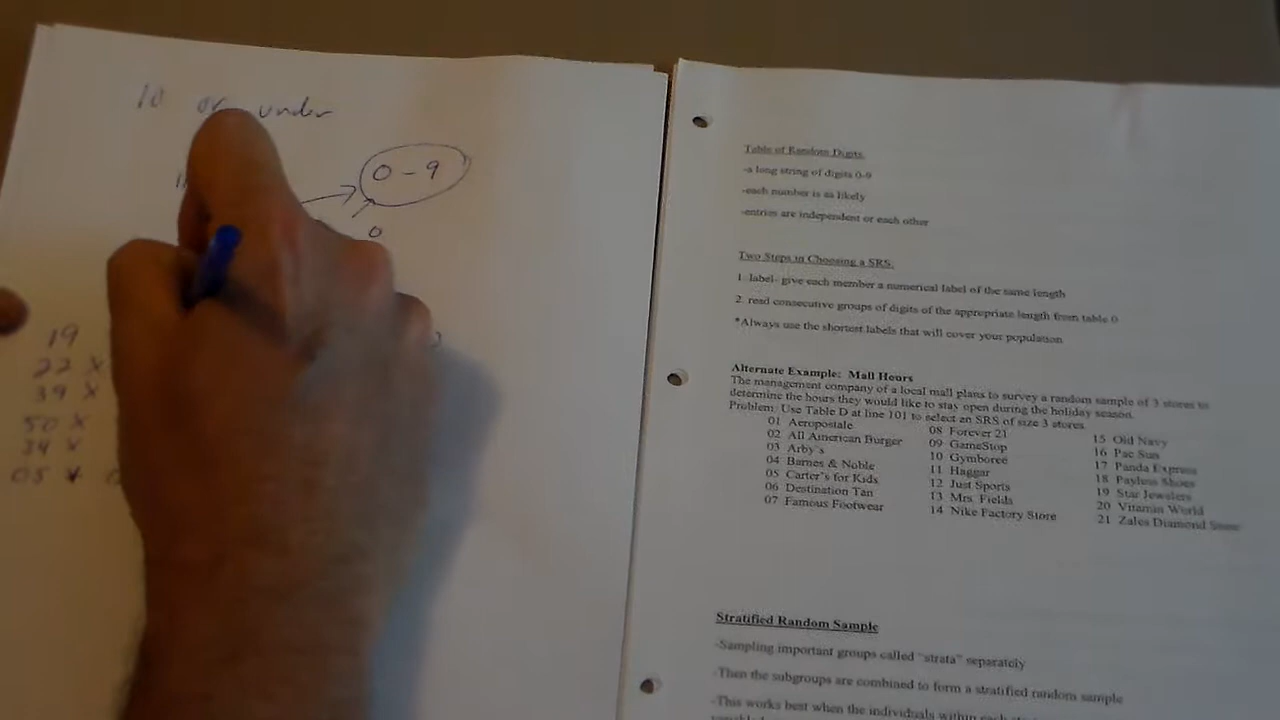 10 or under
0 - 9
0
19
22 x
39 x
50 x
34 x
05 x
Table of Random Digits
-a long string of digits 0-9
-each number is as likely
-entries are independent or each other
Two Steps in Choosing a SRS
1. label- give each member a numerical label of the same length
2. read consecutive groups of digits of the appropriate length from table 0
*Always use the shortest labels that will cover your population
Alternate Example: Mall Hours
The management company of a local mall plans to survey a random sample of 3 stores to
determine the hours they would like to stay open during the holiday season.
Problem: Use Table D at line 101 to select an SRS of size 3 stores.
01 Aeropostale
02 All American Burger
03 Arby's
04 Barnes & Noble
05 Carter's for Kids
06 Destination Tan
07 Famous Footwear
08 Forever 21
09 GameStop
10 Gymboree
11 Haggar
12 Just Sports
13 Mrs. Fields
14 Nike Factory Store
15 Old Navy
16 Pac Sun
17 Panda Express
18 Payless Shoes
19 Star Jewelers
20 Vitamin World
21 Zales Diamond Store
Stratified Random Sample
-Sampling important groups called "strata" separately
-Then the subgroups are combined to form a stratified random sample
-This works best when the individuals within each